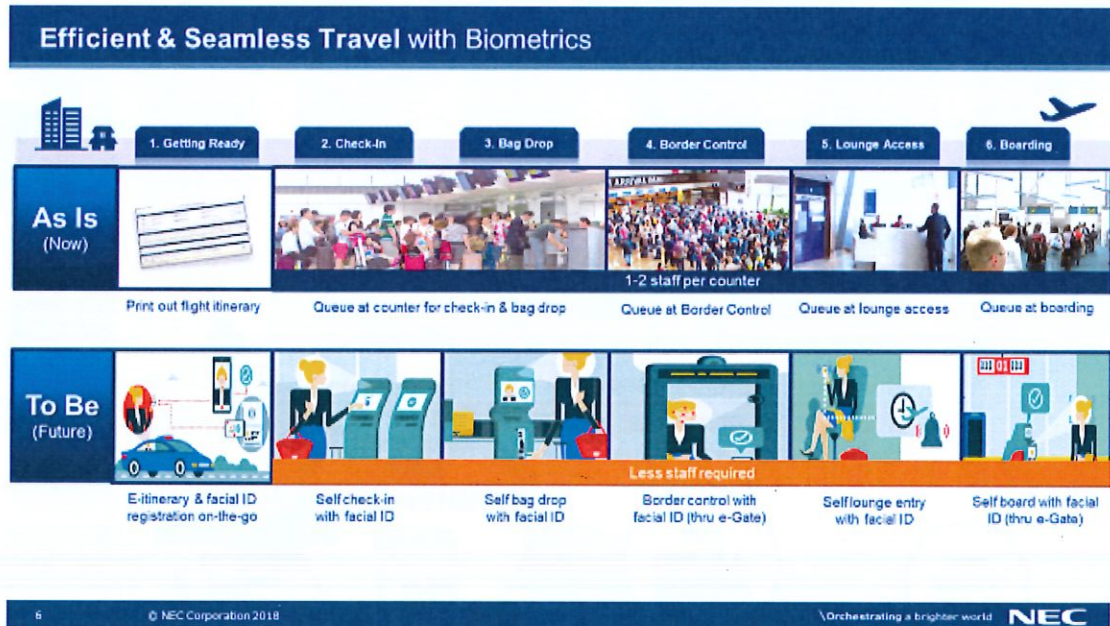 Efficient & Seamless Travel with Biometrics
1. Getting Ready
2. Check-In
3. Bag Drop
4. Border Control
5. Lounge Access
6. Boarding
As Is
(Now)
1-2 staff per counter
Print out flight itinerary
Queue at counter for check-in & bag drop
Queue at Border Control
Queue at lounge access
Queue at boarding
To Be
(Future)
01
Less staff required
E-itinerary & facial ID
registration on-the-go
Self check-in
with facial ID
Self bag drop
with facial ID
Border control with
facial ID (thru e-Gate)
Self lounge entry
with facial ID
Self board with facial
ID (thru e-Gate)
6
© NEC Corporation 2018
\Orchestrating a brighter world
NEC